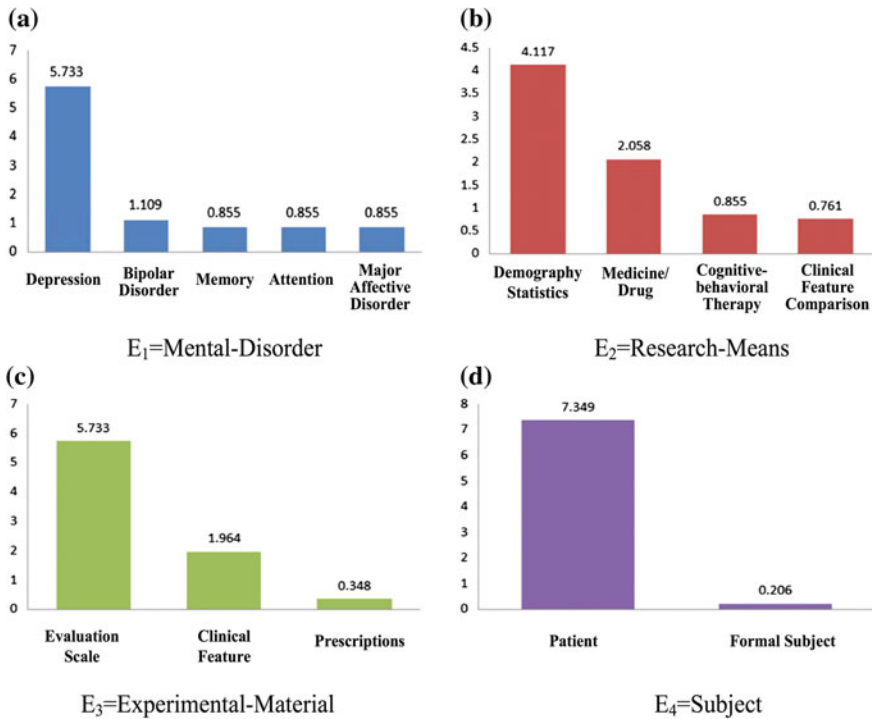 (a)
7
6
5
4
3
2
1
0
5.733
1.109
0.855
0.855
0.855
Depression
Bipolar
Disorder
Memory
Attention
Major
Affective
Disorder
E₁=Mental-Disorder
(b)
4.5
4
3.5
3
2.5
2
1.5
1
0.5
0
4.117
2.058
0.855
0.761
Demography
Statistics
Medicine/
Drug
Cognitive-
behavioral
Therapy
Clinical
Feature
Comparison
E₂=Research-Means
(c)
7
6
5
4
3
2
1
0
5.733
1.964
0.348
Evaluation
Scale
Clinical
Feature
Prescriptions
E₃=Experimental-Material
(d)
8
7
6
5
4
3
2
1
0
7.349
0.206
Patient
Formal Subject
E₄=Subject